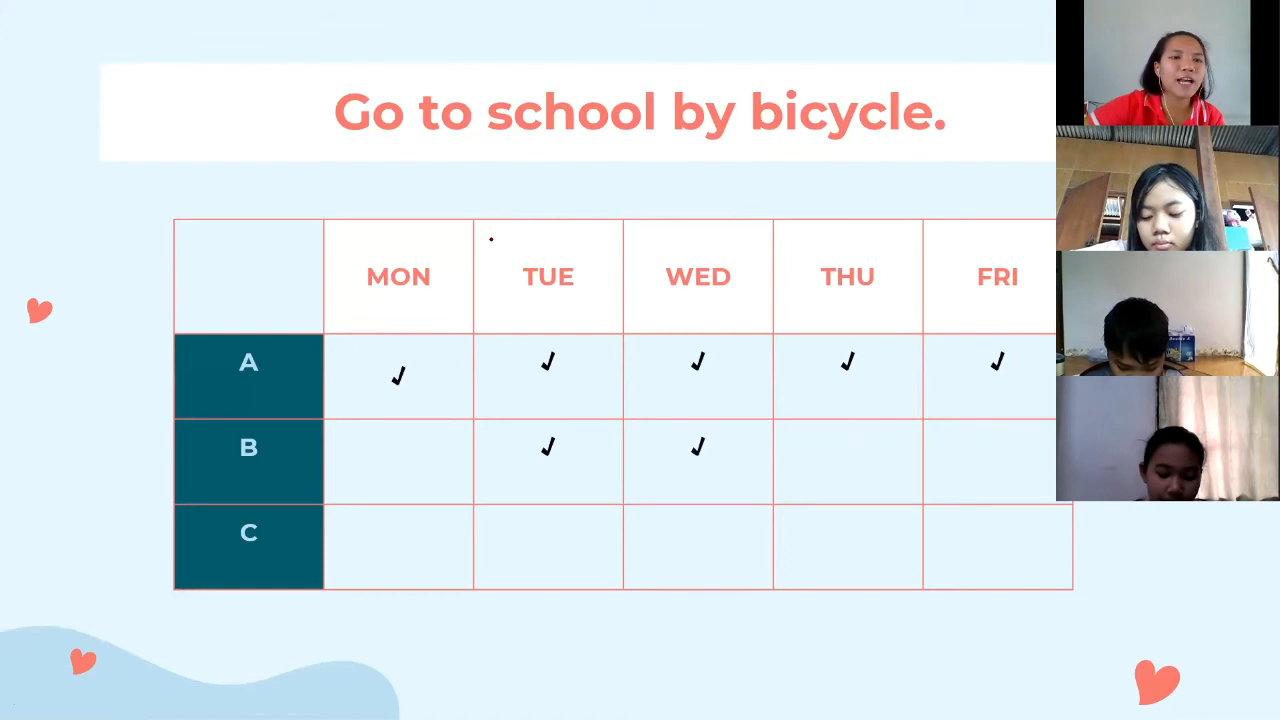 Go to school by bicycle.
MON TUE WED THU FRI
A ✓ ✓ ✓ ✓ ✓
B ✓ ✓
C